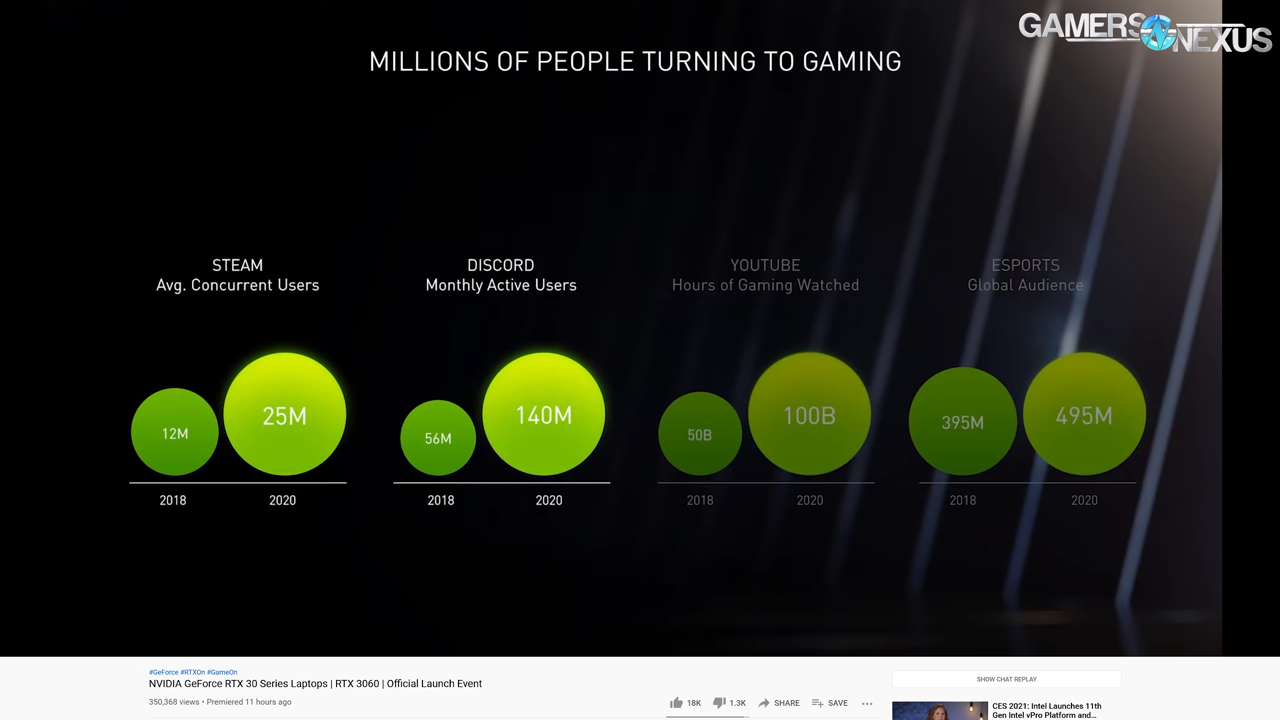 GAMERS NEXUS
MILLIONS OF PEOPLE TURNING TO GAMING
STEAM
Avg. Concurrent Users
12M
25M
2018
2020
DISCORD
Monthly Active Users
56M
140M
2018
2020
YOUTUBE
Hours of Gaming Watched
50B
100B
2018
2020
ESPORTS
Global Audience
395M
495M
2018
2020
#GeForce #RTXOn #GameOn
NVIDIA GeForce RTX 30 Series Laptops | RTX 3060 | Official Launch Event
350,368 views • Premiered 11 hours ago
18K
1.3K
SHARE
SAVE
SHOW CHAT REPLAY
CES 2021: Intel Launches 11th
Gen Intel vPro Platform and...